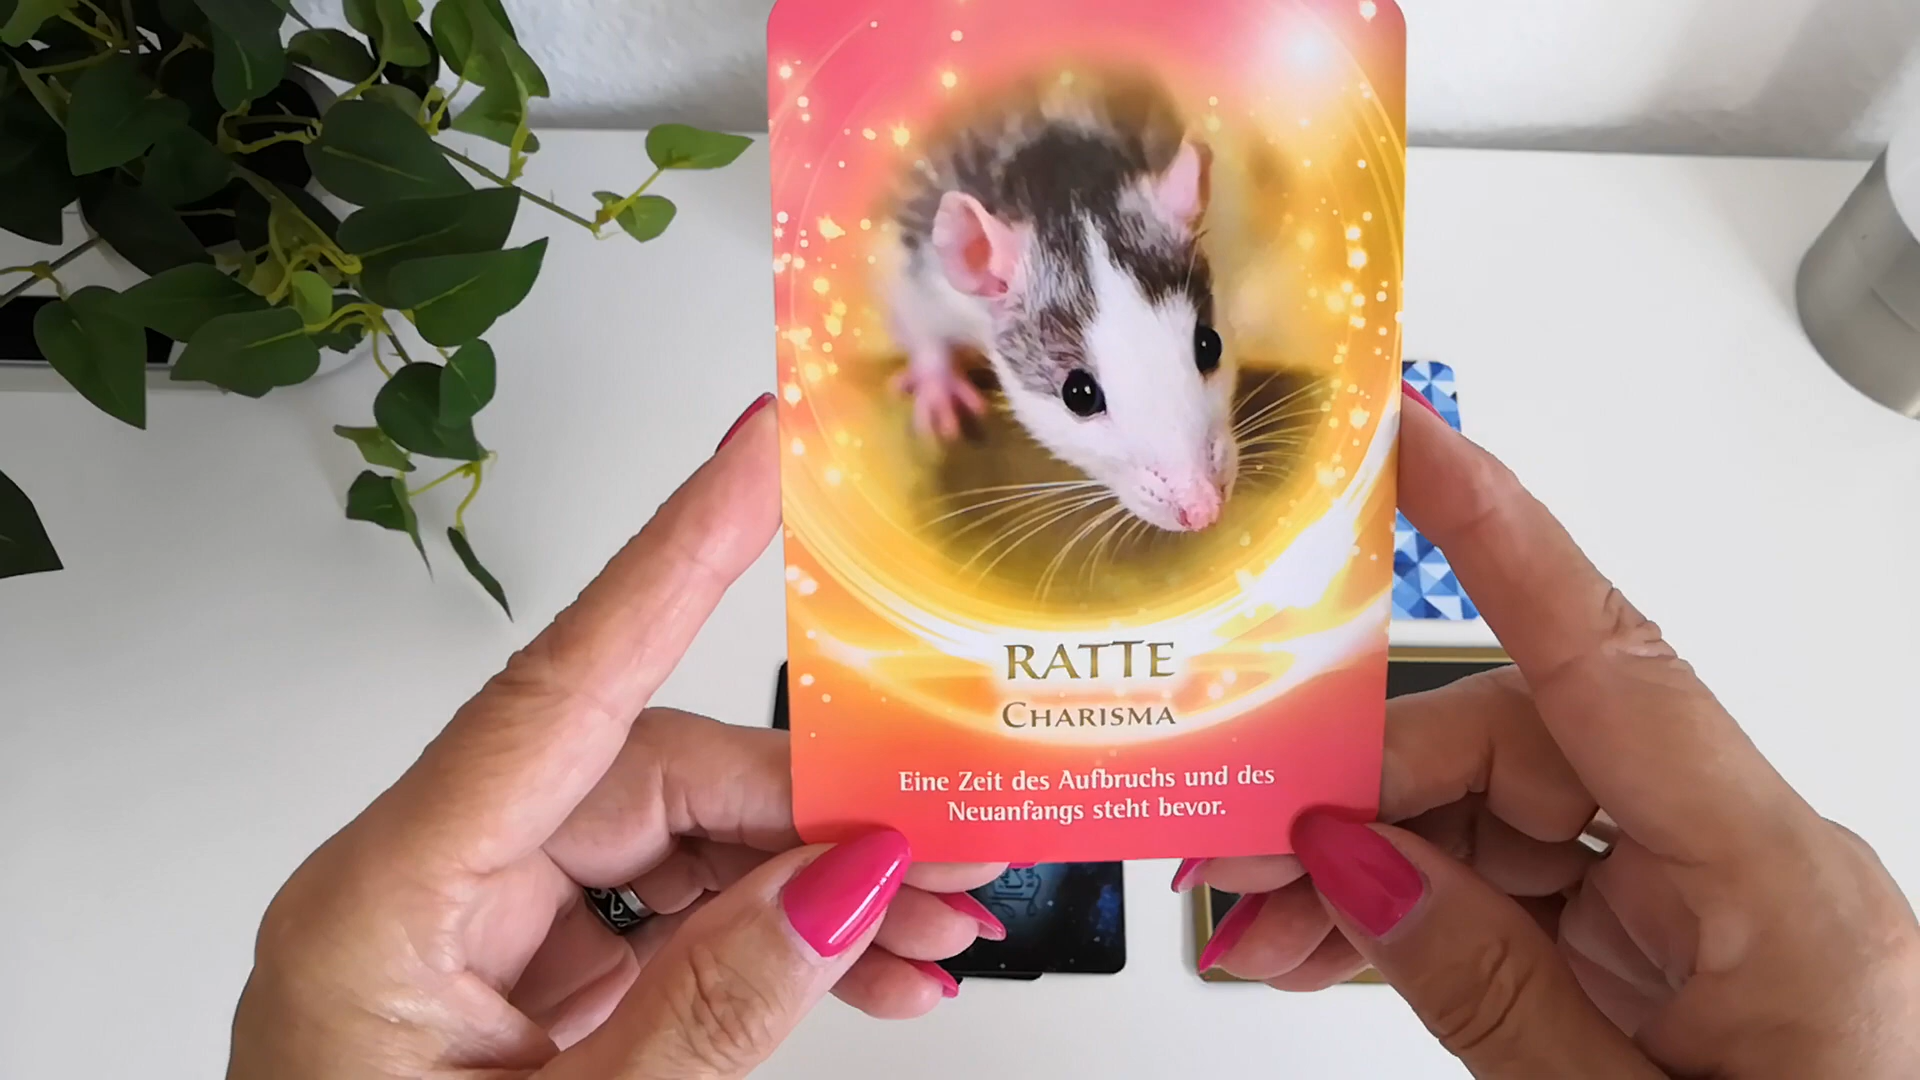 RATTE
CHARISMA
Eine Zeit des Aufbruchs und des
Neuanfangs steht bevor.